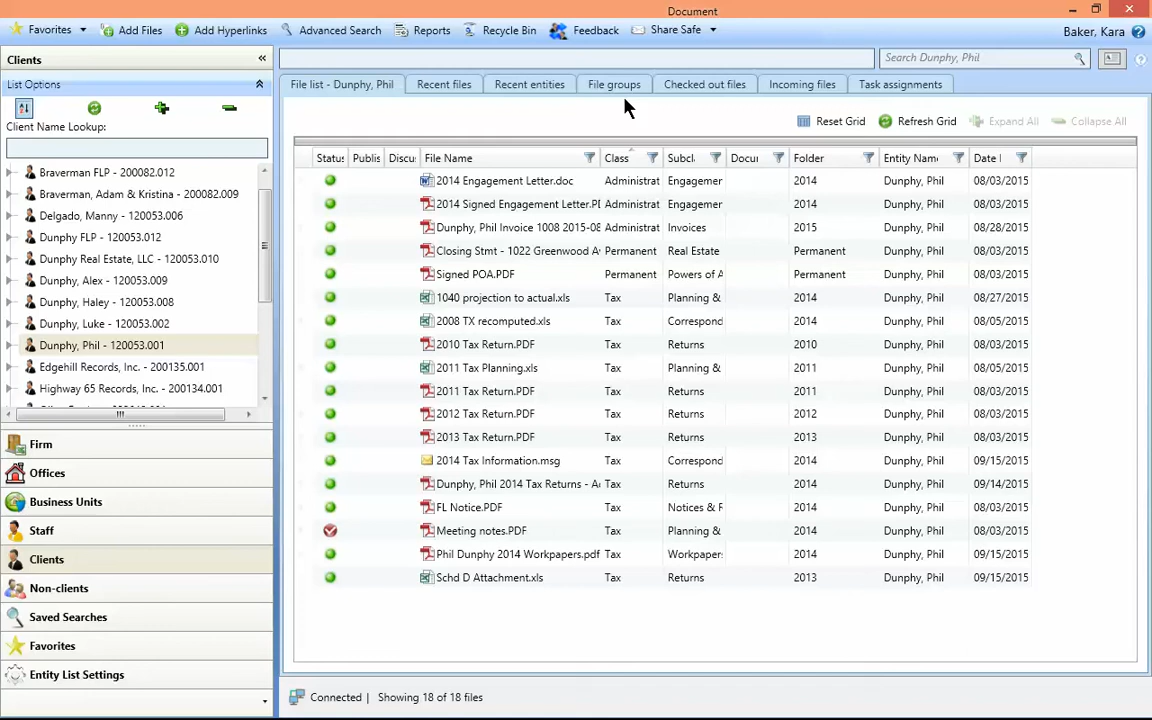 Document
Favorites Add Files Add Hyperlinks Advanced Search Reports Recycle Bin Feedback Share Safe Baker, Kara
Clients
List Options
Client Name Lookup:
Braverman FLP - 200082.012
Braverman, Adam & Kristina - 200082.009
Delgado, Manny - 120053.006
Dunphy FLP - 120053.012
Dunphy Real Estate, LLC - 120053.010
Dunphy, Alex - 120053.009
Dunphy, Haley - 120053.008
Dunphy, Luke - 120053.002
Dunphy, Phil - 120053.001
Edgehill Records, Inc. - 200135.001
Highway 65 Records, Inc. - 200134.001
Firm
Offices
Business Units
Staff
Clients
Non-clients
Saved Searches
Favorites
Entity List Settings
Search Dunphy, Phil
File list - Dunphy, Phil Recent files Recent entities File groups Checked out files Incoming files Task assignments
Reset Grid Refresh Grid Expand All Collapse All
Status Publis Discu File Name Class Subcl Docu Folder Entity Name Date
2014 Engagement Letter.doc Administrat Engagemer 2014 Dunphy, Phil 08/03/2015
2014 Signed Engagement Letter.PD Administrat Engagemer 2014 Dunphy, Phil 08/03/2015
Dunphy, Phil Invoice 1008 2015-08 Administrat Invoices 2015 Dunphy, Phil 08/28/2015
Closing Stmt - 1022 Greenwood Av Permanent Real Estate Permanent Dunphy, Phil 08/03/2015
Signed POA.PDF Permanent Powers of A Permanent Dunphy, Phil 08/03/2015
1040 projection to actual.xls Tax Planning & 2014 Dunphy, Phil 08/27/2015
2008 TX recomputed.xls Tax Correspond 2014 Dunphy, Phil 08/05/2015
2010 Tax Return.PDF Tax Returns 2010 Dunphy, Phil 08/03/2015
2011 Tax Planning.xls Tax Planning & 2011 Dunphy, Phil 08/05/2015
2011 Tax Return.PDF Tax Returns 2011 Dunphy, Phil 08/03/2015
2012 Tax Return.PDF Tax Returns 2012 Dunphy, Phil 08/03/2015
2013 Tax Return.PDF Tax Returns 2013 Dunphy, Phil 08/03/2015
2014 Tax Information.msg Tax Correspond 2014 Dunphy, Phil 09/15/2015
Dunphy, Phil 2014 Tax Returns - Ac Tax Returns 2014 Dunphy, Phil 09/14/2015
FL Notice.PDF Tax Notices & R 2014 Dunphy, Phil 08/03/2015
Meeting notes.PDF Tax Planning & 2014 Dunphy, Phil 08/03/2015
Phil Dunphy 2014 Workpapers.pdf Tax Workpaper: 2014 Dunphy, Phil 09/15/2015
Schd D Attachment.xls Tax Returns 2013 Dunphy, Phil 09/15/2015
Connected | Showing 18 of 18 files